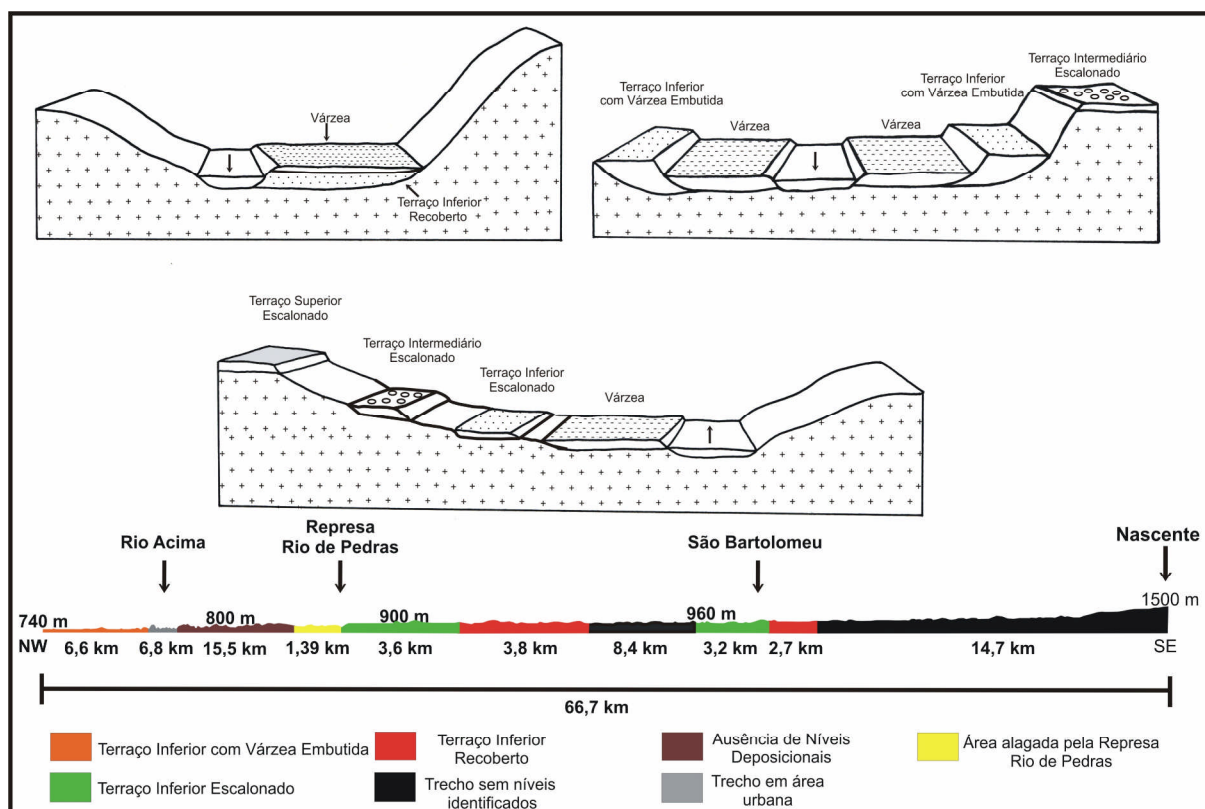 Várzea
Terraço Inferior
Recoberto
Terraço Inferior
com Várzea Embutida
Várzea
Várzea
Terraço Inferior
com Várzea Embutida
Terraço Intermediário
Escalonado
Terraço Superior
Escalonado
Terraço Intermediário
Escalonado
Terraço Inferior
Escalonado
Várzea
Rio Acima
Represa
Rio de Pedras
São Bartolomeu
Nascente
740 m
800 m
900 m
960 m
1500 m
NW
6,6 km
6,8 km
15,5 km
1,39 km
3,6 km
3,8 km
8,4 km
3,2 km
2,7 km
14,7 km
SE
66,7 km
Terraço Inferior com Várzea Embutida
Terraço Inferior
Recoberto
Ausência de Níveis
Deposicionais
Área alagada pela Represa
Rio de Pedras
Terraço Inferior Escalonado
Trecho sem níveis
identificados
Trecho em área
urbana